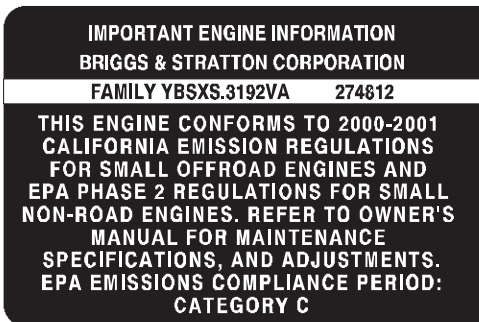 IMPORTANT ENGINE INFORMATION
BRIGGS & STRATTON CORPORATION
FAMILY YBSXS.3192VA 274812
THIS ENGINE CONFORMS TO 2000-2001
CALIFORNIA EMISSION REGULATIONS
FOR SMALL OFFROAD ENGINES AND
EPA PHASE 2 REGULATIONS FOR SMALL
NON-ROAD ENGINES. REFER TO OWNER'S
MANUAL FOR MAINTENANCE
SPECIFICATIONS, AND ADJUSTMENTS.
EPA EMISSIONS COMPLIANCE PERIOD:
CATEGORY C